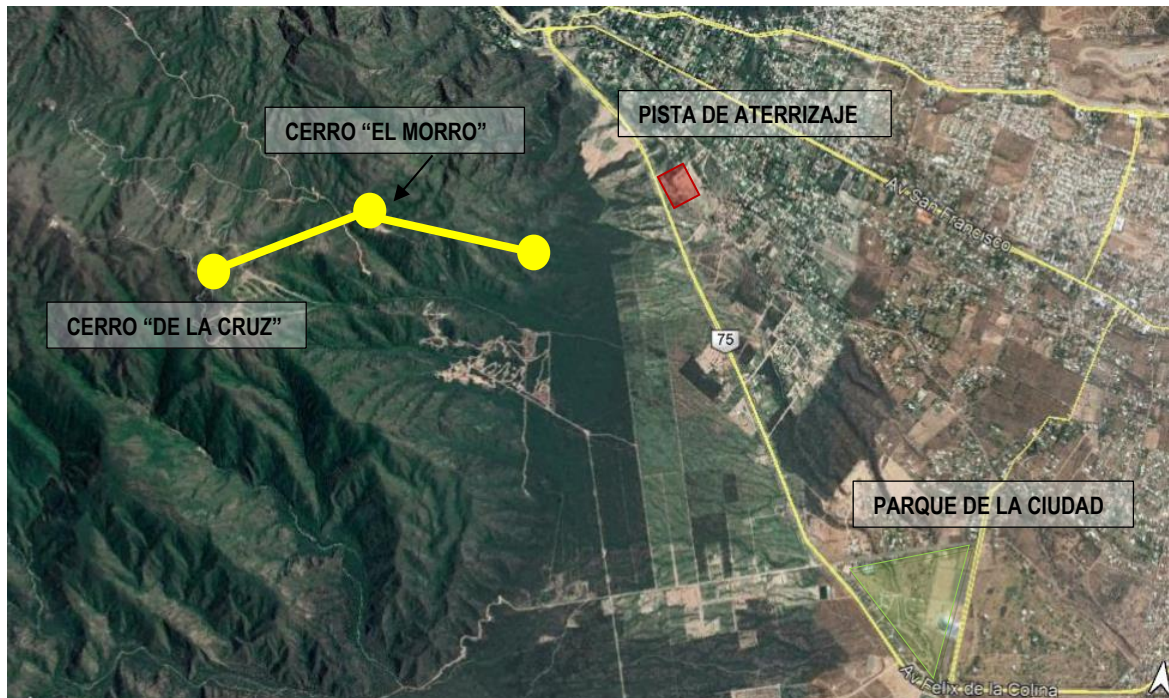 PISTA DE ATERRIZAJE
CERRO “EL MORRO”
Av San Francisco
CERRO “DE LA CRUZ”
75
PARQUE DE LA CIUDAD
Av Felix de la Colina